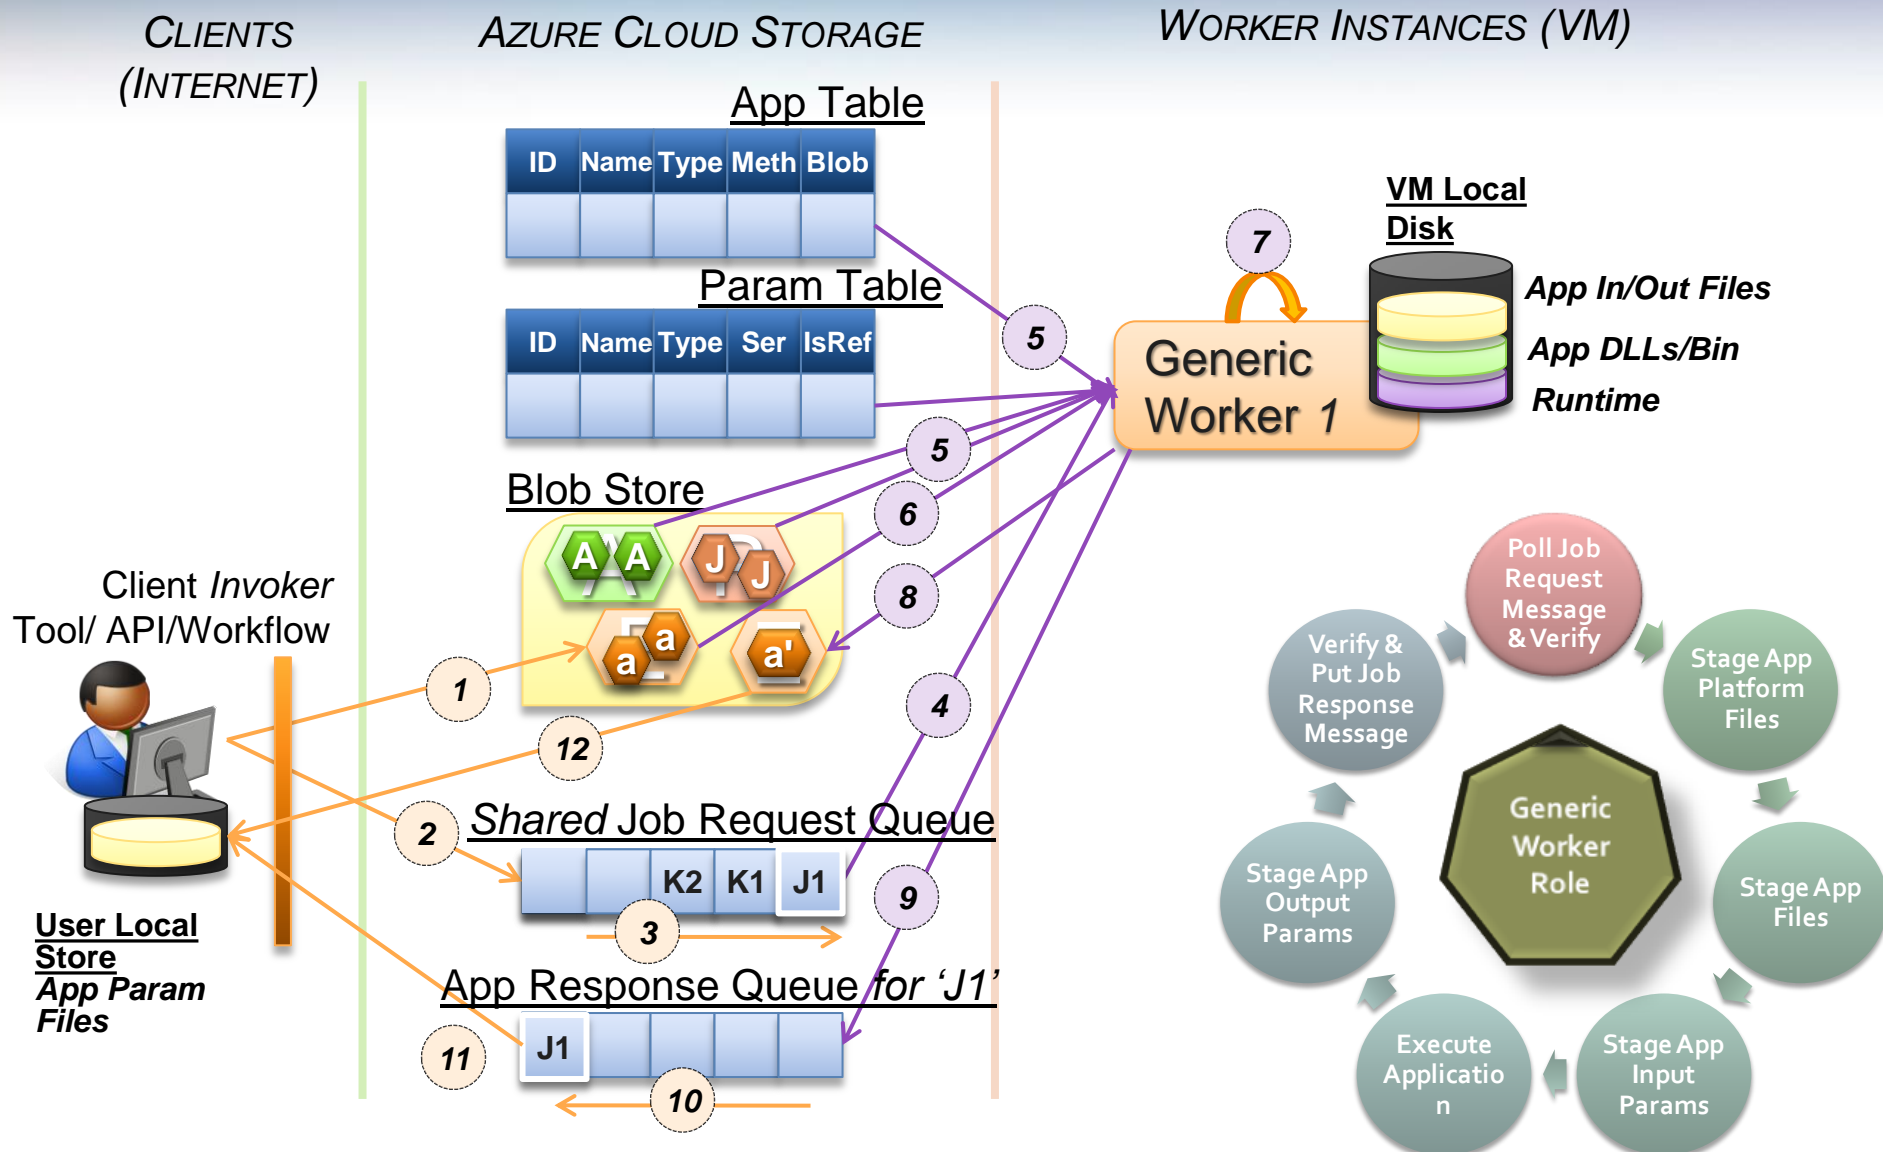 CLIENTS
(INTERNET)
AZURE CLOUD STORAGE
WORKER INSTANCES (VM)
App Table
ID Name Type Meth Blob
Param Table
ID Name Type Ser IsRef
Blob Store
A A A
P J J
E a a
E a'
Client Invoker
Tool/ API/Workflow
User Local
Store
App Param
Files
Shared Job Request Queue
K2 K1 J1
App Response Queue for ‘J1’
J1
1
2
3
4
5
5
6
7
8
9
10
11
12
Generic
Worker 1
VM Local
Disk
App In/Out Files
App DLLs/Bin
Runtime
Poll Job
Request
Message
& Verify
Stage App
Platform
Files
Stage App
Files
Stage App
Input
Params
Execute
Applicatio
n
Stage App
Output
Params
Verify &
Put Job
Response
Message
Generic
Worker
Role